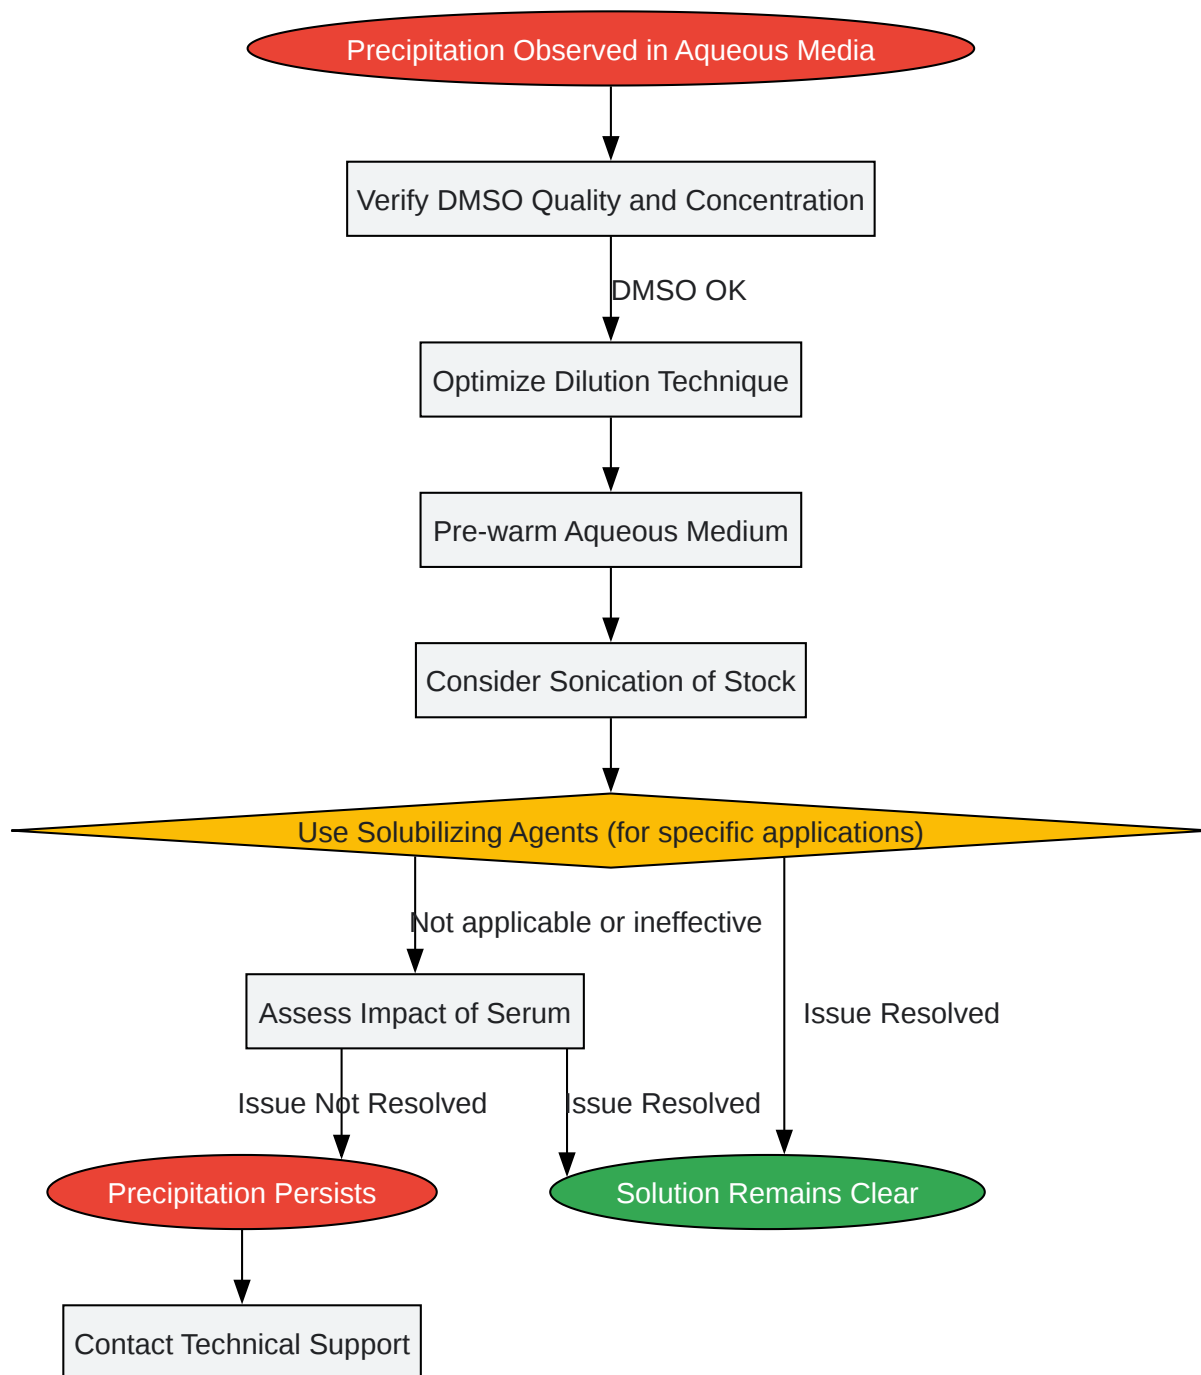 Precipitation Observed in Aqueous Media
Verify DMSO Quality and Concentration
DMSO OK
Optimize Dilution Technique
Pre-warm Aqueous Medium
Consider Sonication of Stock
Use Solubilizing Agents (for specific applications)
Not applicable or ineffective
Assess Impact of Serum
Issue Resolved
Issue Not Resolved
Issue Resolved
Precipitation Persists
Solution Remains Clear
Contact Technical Support